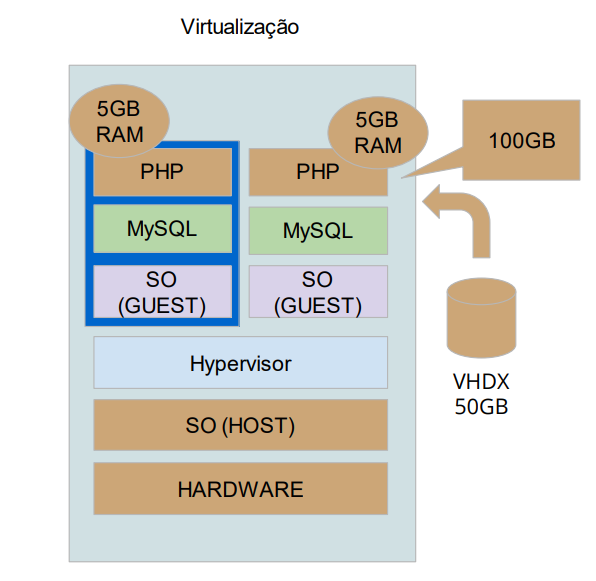 Virtualização
5GB
RAM
5GB
RAM
100GB
PHP
PHP
MySQL
MySQL
SO
(GUEST)
SO
(GUEST)
Hypervisor
VHDX
50GB
SO (HOST)
HARDWARE